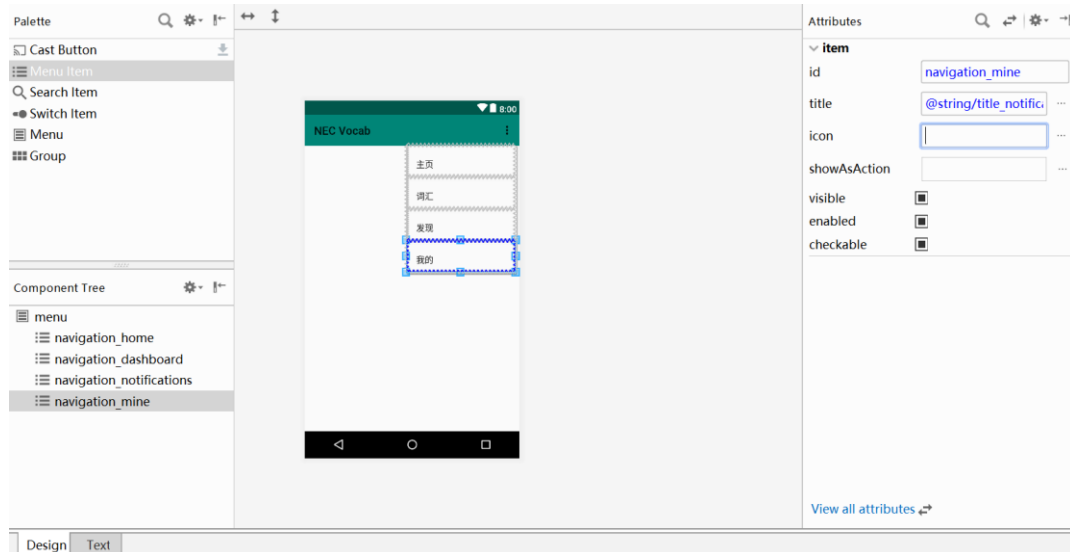 Palette
Cast Button
Menu Item
Search Item
Switch Item
Menu
Group
Component Tree
menu
navigation_home
navigation_dashboard
navigation_notifications
navigation_mine
8:00
NEC Vocab
主页
词汇
发现
我的
Attributes
item
id navigation_mine
title @string/title_notific
icon
showAsAction
visible
enabled
checkable
View all attributes
Design Text